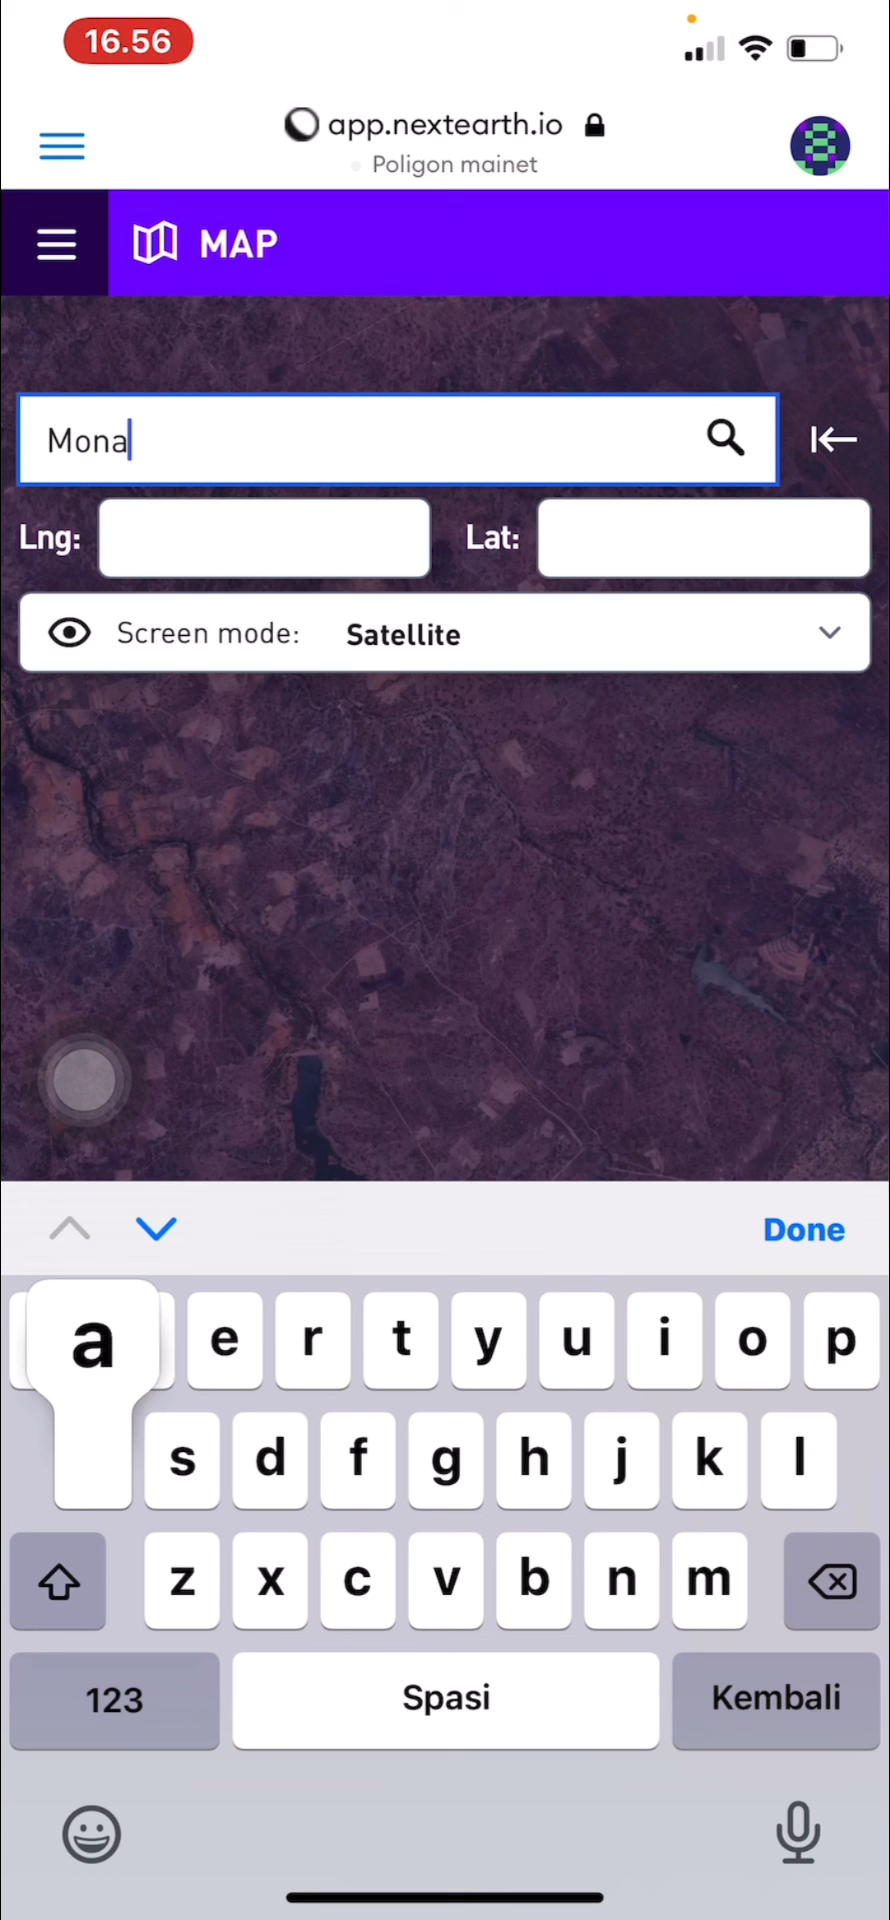 16.56
app.nextearth.io
Poligon mainet
MAP
Mona
Lng:
Lat:
Screen mode: Satellite
Done
a e r t y u i o p
s d f g h j k l
z x c v b n m
123 Spasi Kembali